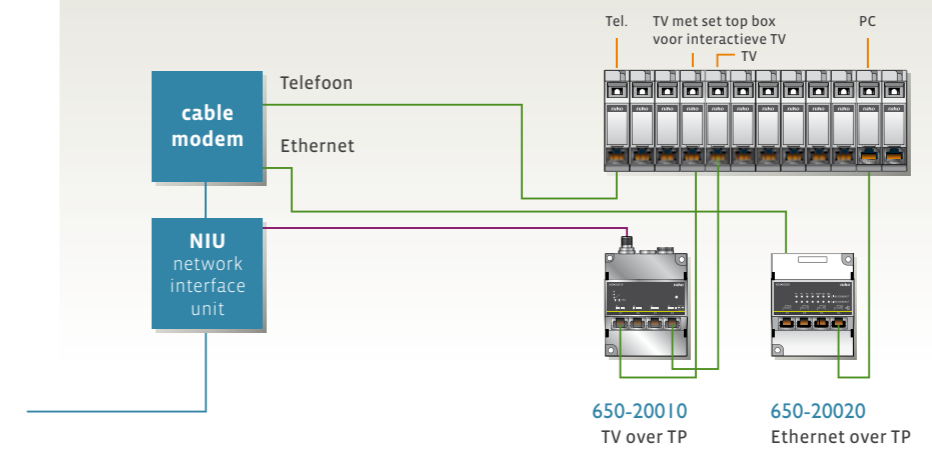 Tel.
TV met set top box
voor interactieve TV
TV
PC
Telefoon
cable
modem
Ethernet
NIU
network
interface
unit
650-20010
TV over TP
650-20020
Ethernet over TP